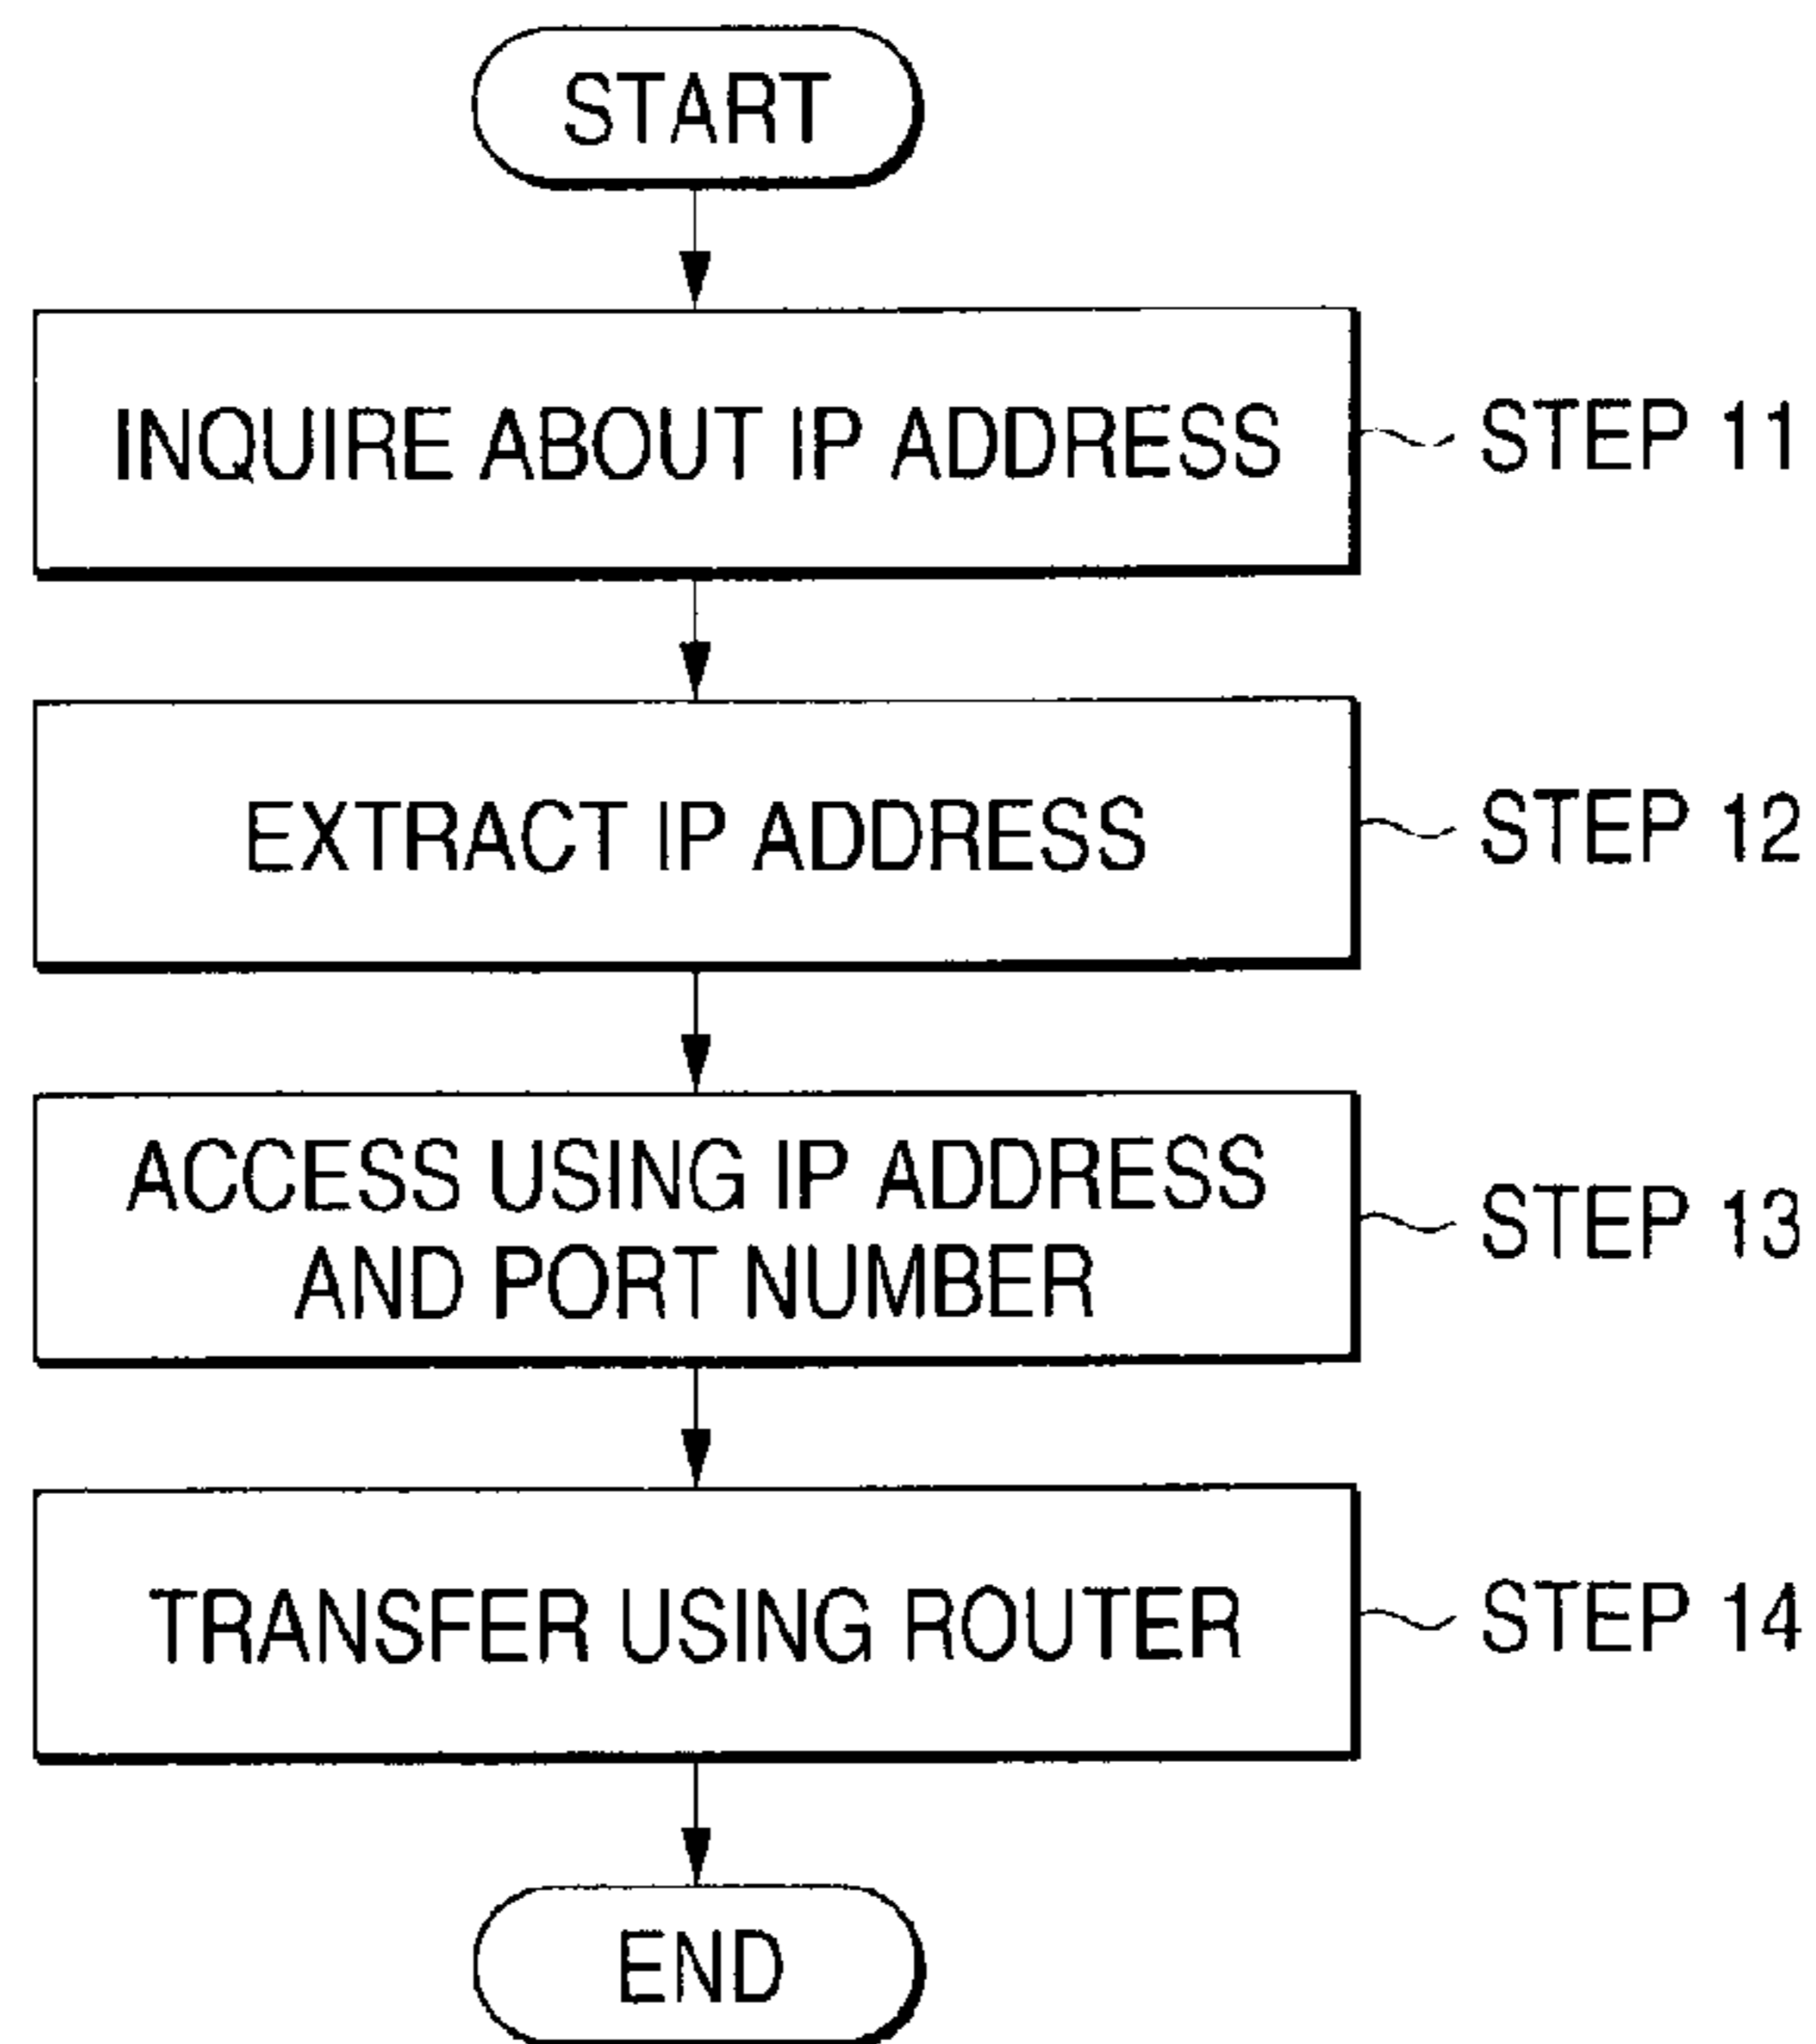 START
INQUIRE ABOUT IP ADDRESS
STEP 11
EXTRACT IP ADDRESS
STEP 12
ACCESS USING IP ADDRESS
AND PORT NUMBER
STEP 13
TRANSFER USING ROUTER
STEP 14
END